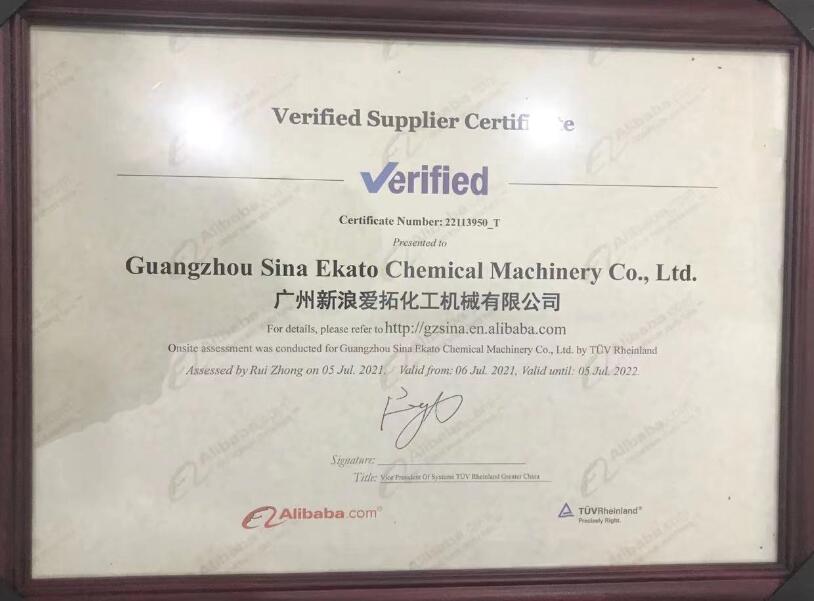 Verified Supplier
Verified
Certificate Number: 22113950_T
Presented to
Guangzhou Sina Ekato Chemical Machinery Co., Ltd.
广州新浪爱拓化工机械有限公司
For details, please refer to http://gzsina.en.alibaba.com
Onsite assessment was conducted for Guangzhou Sina Ekato Chemical Machinery Co., Ltd. by TÜV Rheinland
Assessed by Rui Zhong on 05 Jul. 2021. Valid from: 06 Jul. 2021, Valid until: 05 Jul. 2022.
Signature:
Title: Vice President Of Systems TÜV Rheinland Greater China
Alibaba.com®
TÜVRheinland®
Precisely Right.